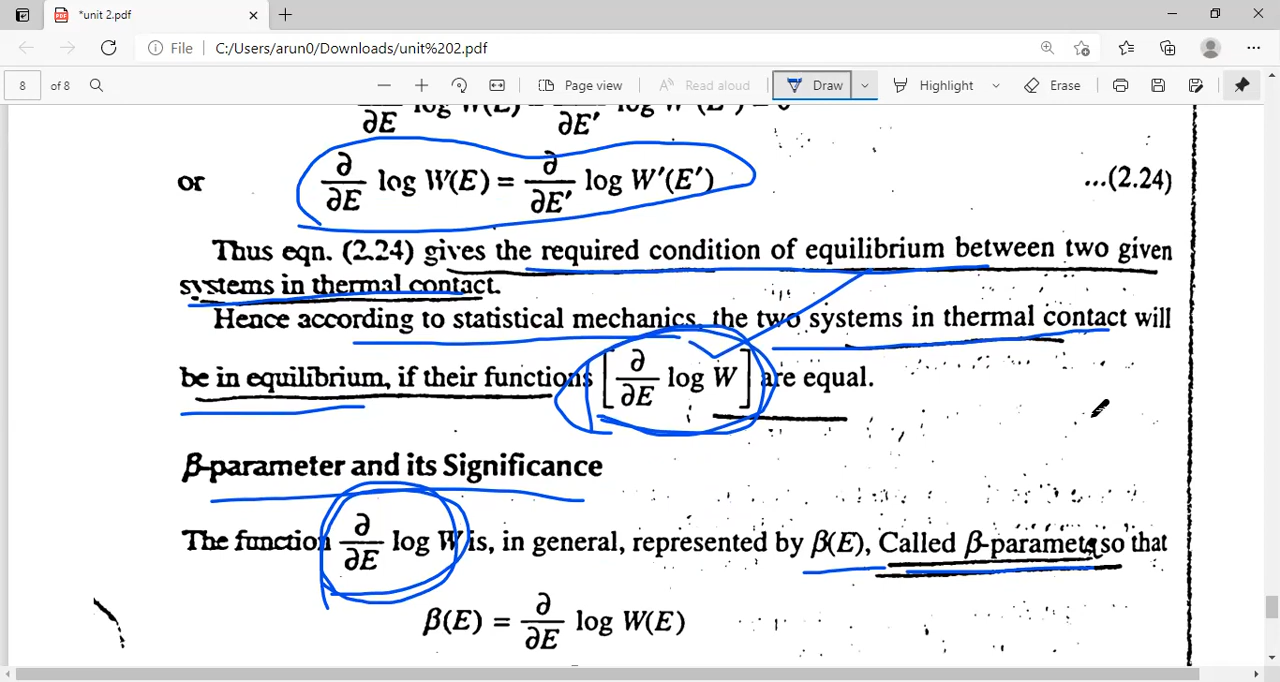 *unit 2.pdf
File C:/Users/arun0/Downloads/unit%202.pdf
8 of 8 Page view Read aloud Draw Highlight Erase
∂E log W(E) = ∂E′ log W (E′) = 0
or ∂/∂E log W(E) = ∂/∂E′ log W′(E′) ...(2.24)
Thus eqn. (2.24) gives the required condition of equilibrium between two given
systems in thermal contact.
Hence according to statistical mechanics, the two systems in thermal contact will
be in equilibrium, if their functions [∂/∂E log W] are equal.
β-parameter and its Significance
The function ∂/∂E log W is, in general, represented by β(E), Called β-parameter so that
β(E) = ∂/∂E log W(E)